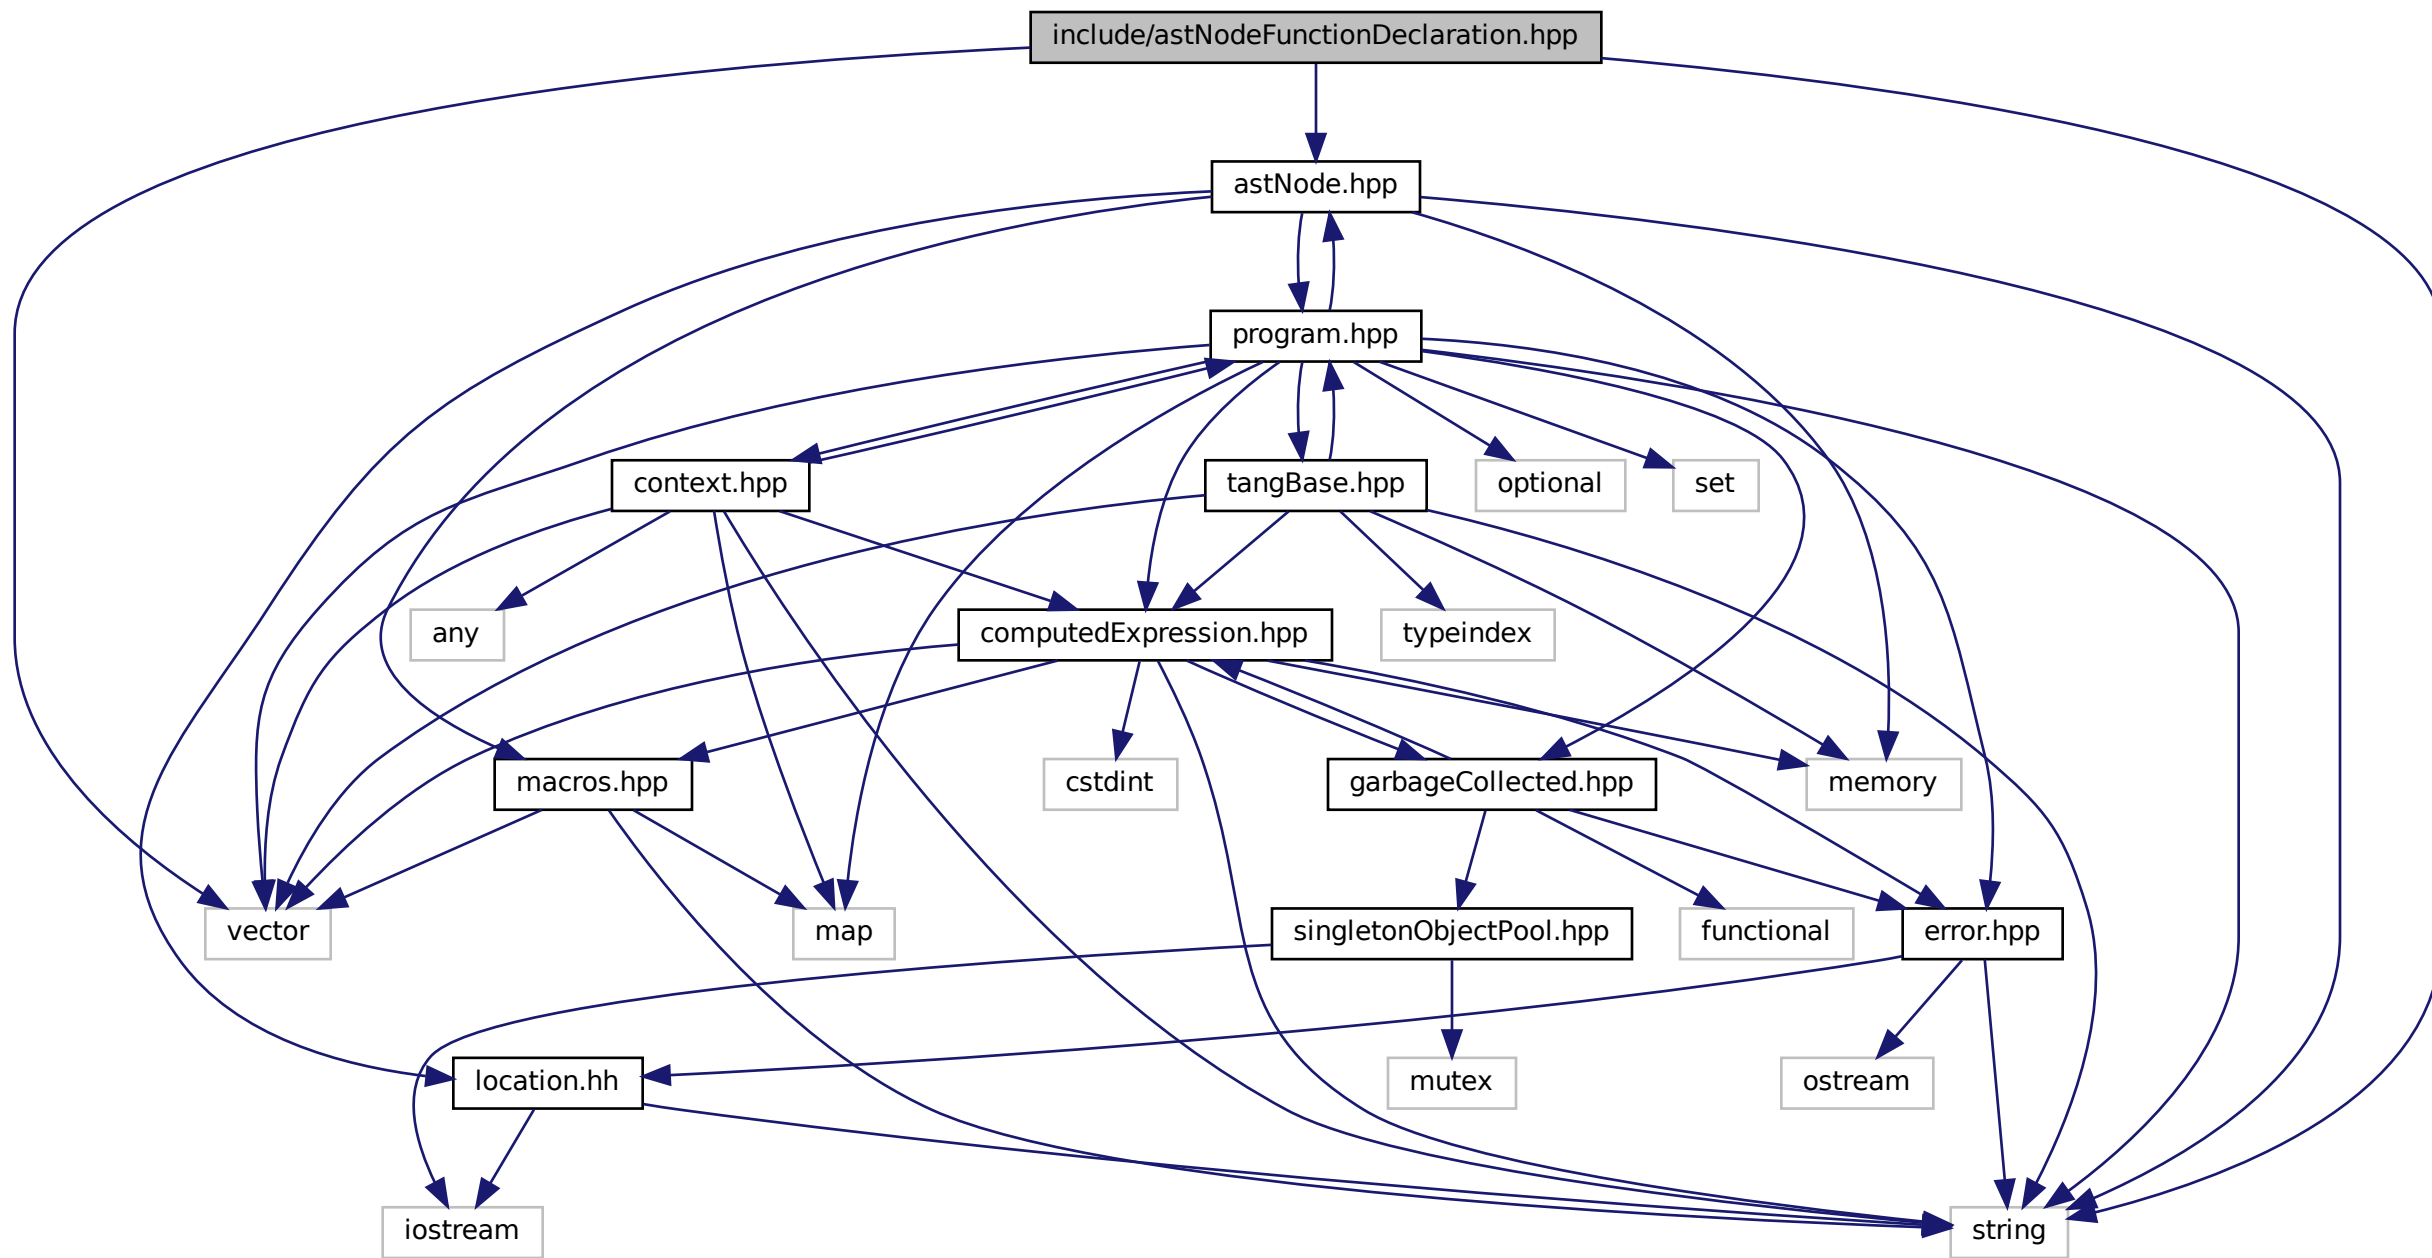 include/astNodeFunctionDeclaration.hpp
astNode.hpp
program.hpp
context.hpp
tangBase.hpp
optional
set
any
computedExpression.hpp
typeindex
macros.hpp
cstdint
garbageCollected.hpp
memory
vector
map
singletonObjectPool.hpp
functional
error.hpp
location.hh
mutex
ostream
iostream
string